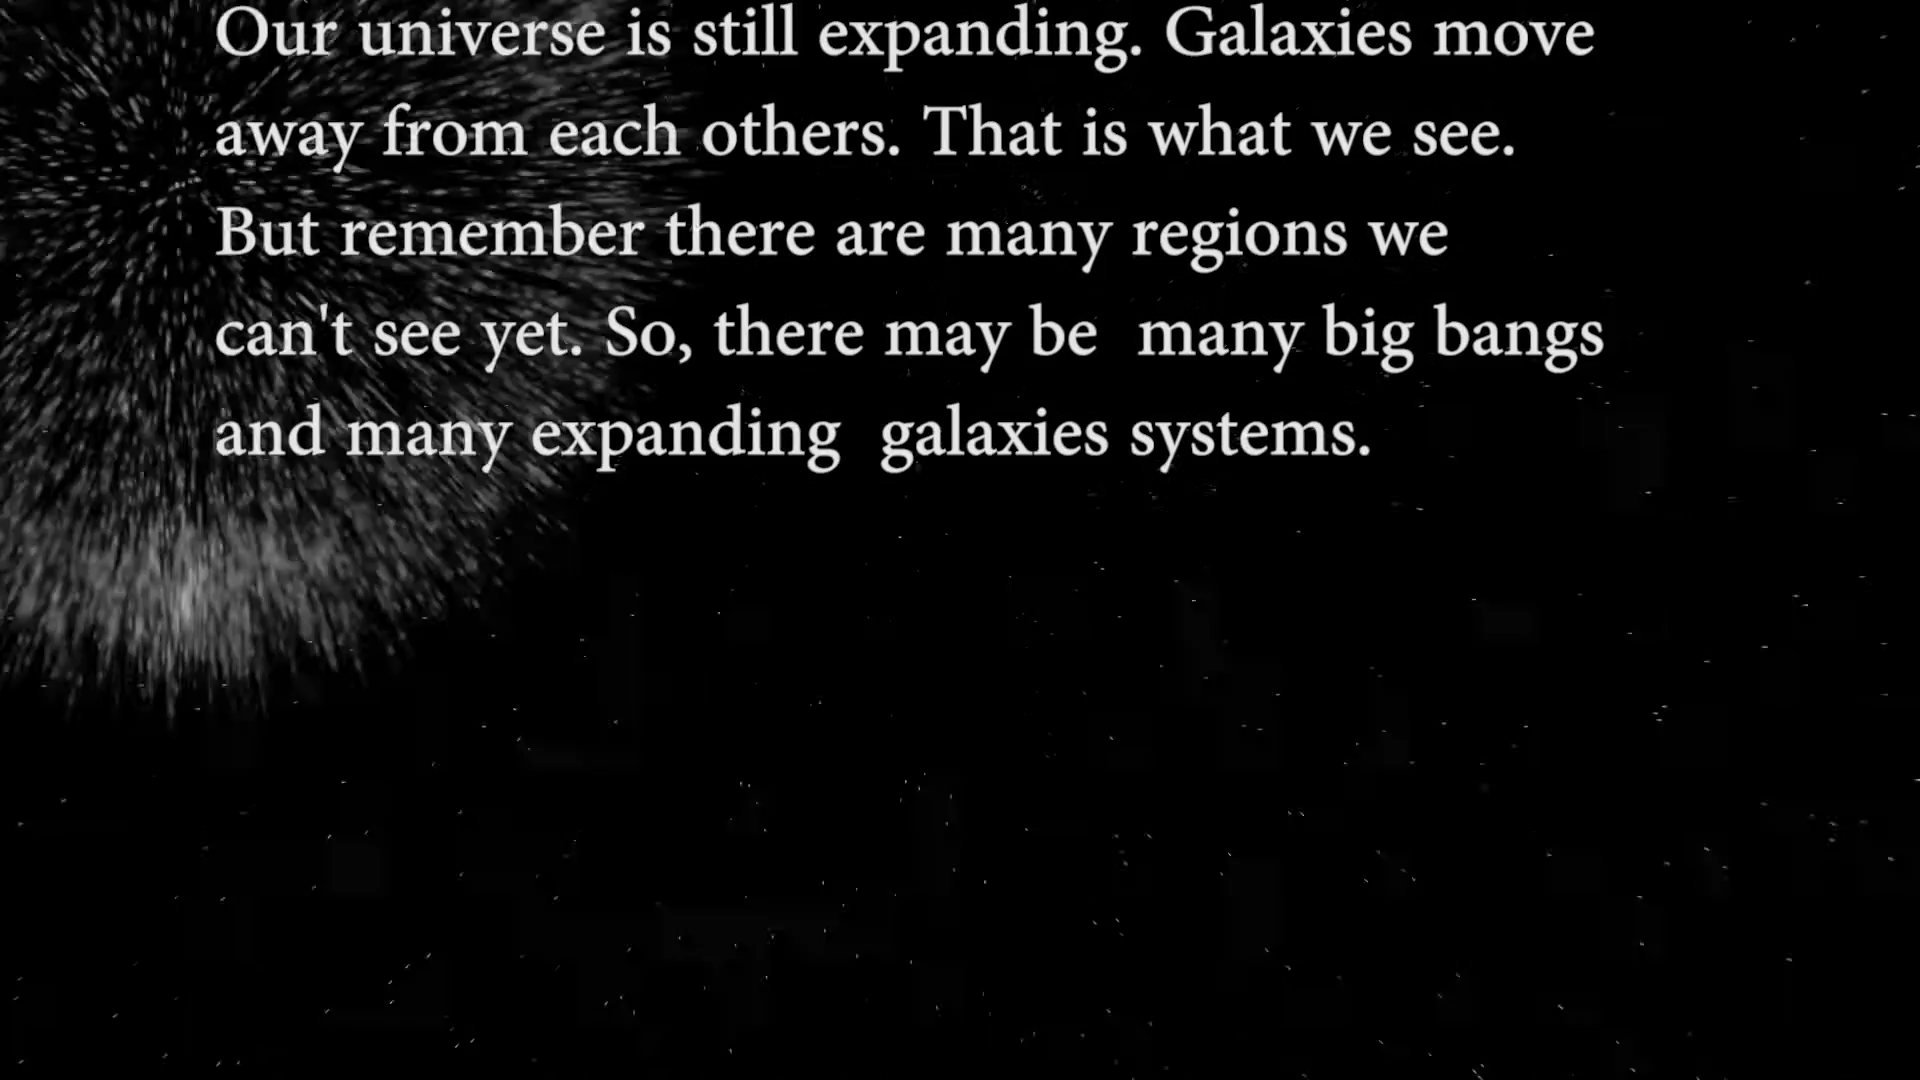 Our universe is still expanding. Galaxies move
away from each others. That is what we see.
But remember there are many regions we
can't see yet. So, there may be  many big bangs
and many expanding  galaxies systems.